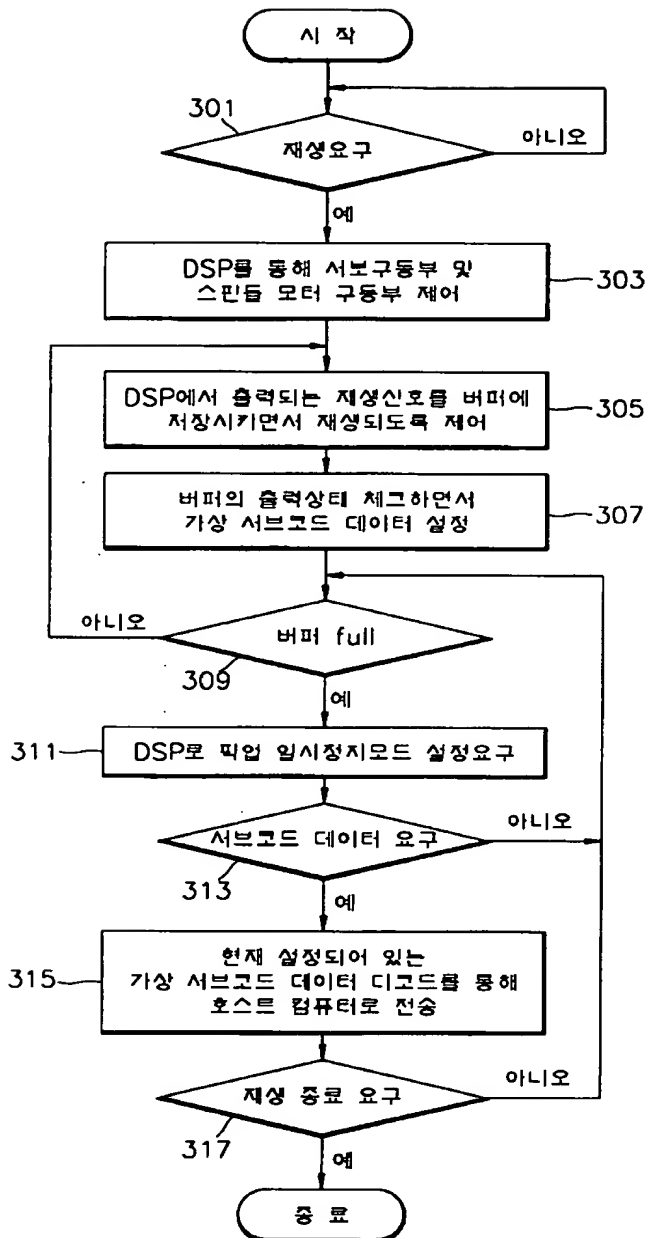 시 작
301
재생요구
아니오
예
DSP를 통해 서보구동부 및
스핀들 모터 구동부 제어
303
DSP에서 출력되는 재생신호를 버퍼에
저장시키면서 재생되도록 제어
305
버퍼의 출력상태 체크하면서
가상 서브코드 데이터 설정
307
아니오
버퍼 full
309
예
311
DSP로 픽업 일시정지모드 설정요구
서브코드 데이터 요구
아니오
313
예
315
현재 설정되어 있는
가상 서브코드 데이터 디코드를 통해
호스트 컴퓨터로 전송
재생 종료 요구
아니오
317
예
종 료